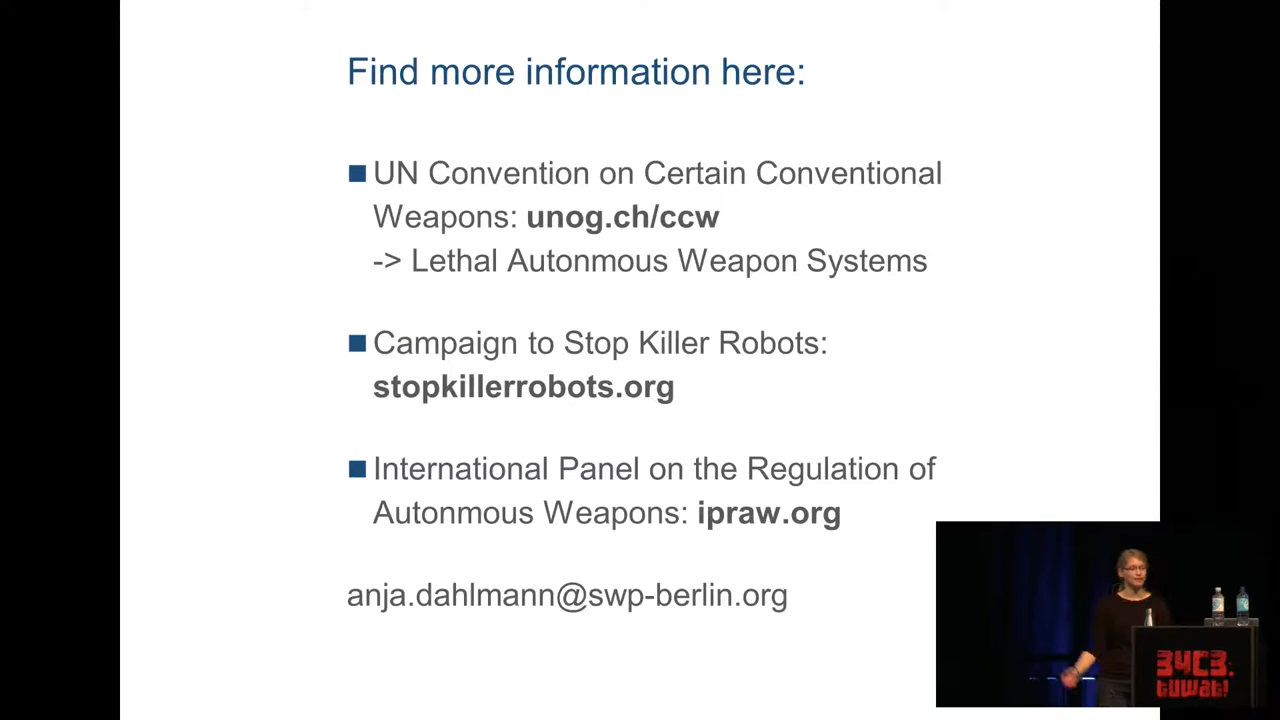 Find more information here:
UN Convention on Certain Conventional
Weapons: unog.ch/ccw
-> Lethal Autonmous Weapon Systems
Campaign to Stop Killer Robots:
stopkillerrobots.org
International Panel on the Regulation of
Autonmous Weapons: ipraw.org
anja.dahlmann@swp-berlin.org
34C3.
tuwat!